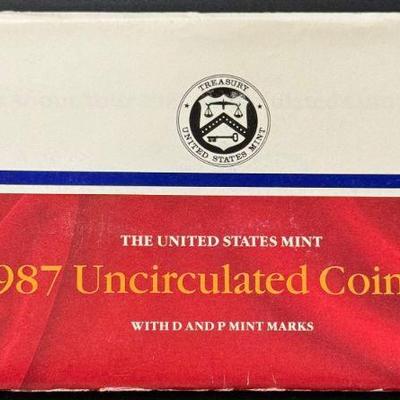 TREASURY
UNITED STATES MINT
THE UNITED STATES MINT
987 Uncirculated Coin
WITH D AND P MINT MARKS